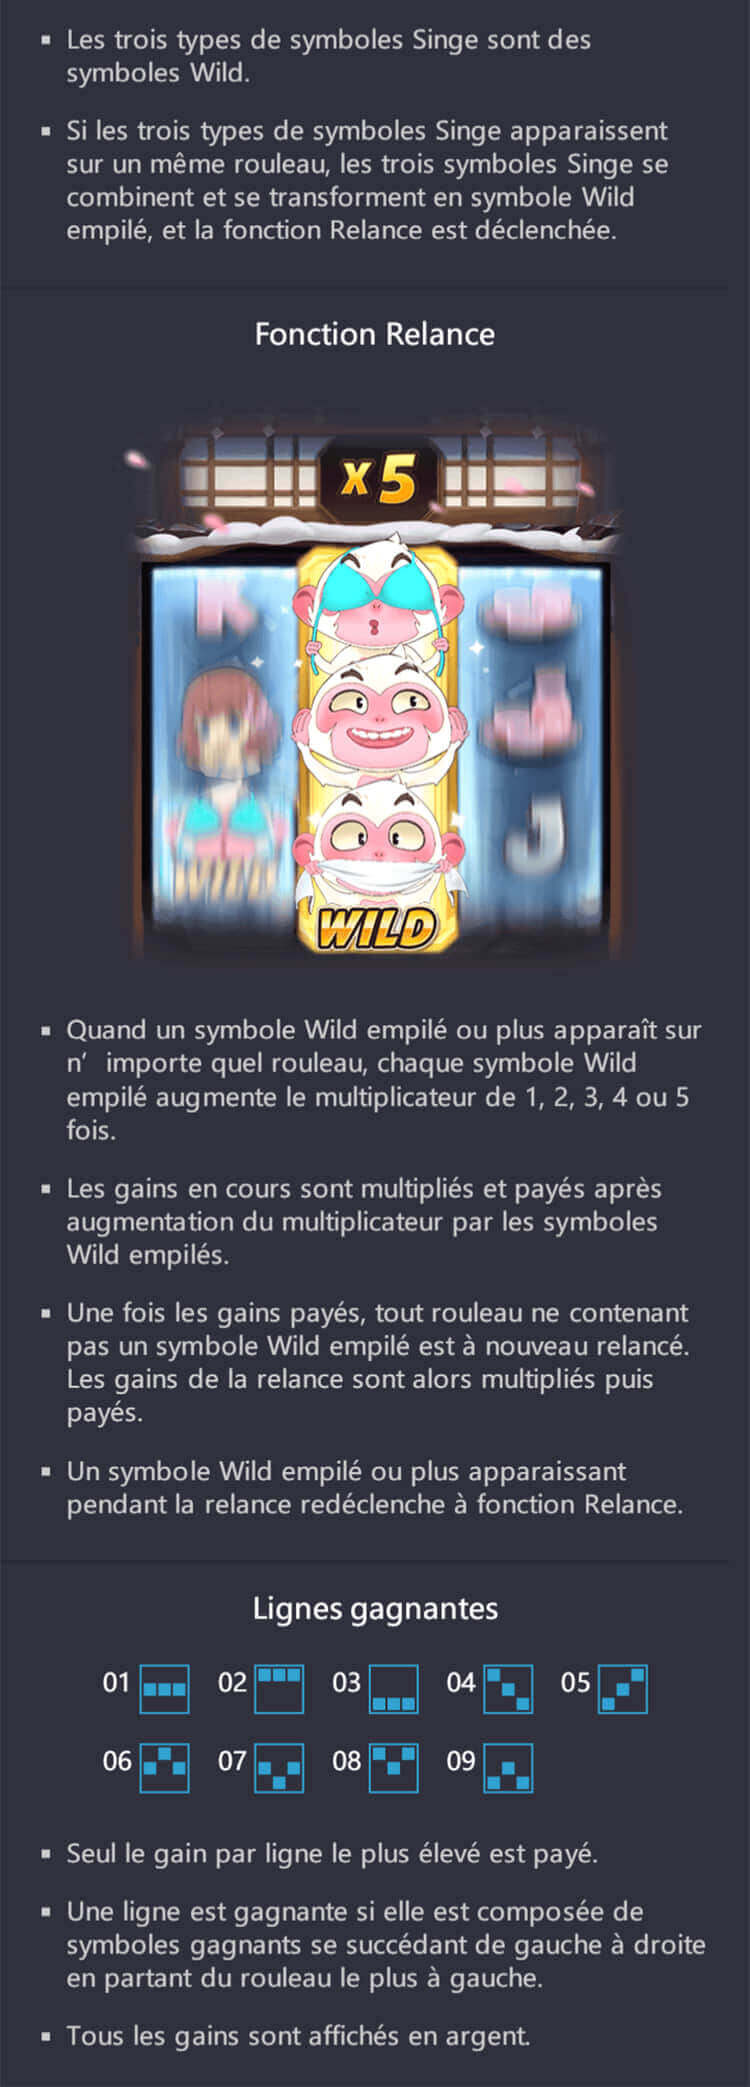 ▪ Les trois types de symboles Singe sont des
symboles Wild.
▪ Si les trois types de symboles Singe apparaissent
sur un même rouleau, les trois symboles Singe se
combinent et se transforment en symbole Wild
empilé, et la fonction Relance est déclenchée.
Fonction Relance
x5
K
WILD
J
WILD
▪ Quand un symbole Wild empilé ou plus apparaît sur
n’ importe quel rouleau, chaque symbole Wild
empilé augmente le multiplicateur de 1, 2, 3, 4 ou 5
fois.
▪ Les gains en cours sont multipliés et payés après
augmentation du multiplicateur par les symboles
Wild empilés.
▪ Une fois les gains payés, tout rouleau ne contenant
pas un symbole Wild empilé est à nouveau relancé.
Les gains de la relance sont alors multipliés puis
payés.
▪ Un symbole Wild empilé ou plus apparaissant
pendant la relance redéclenche à fonction Relance.
Lignes gagnantes
01 02 03 04 05
06 07 08 09
▪ Seul le gain par ligne le plus élevé est payé.
▪ Une ligne est gagnante si elle est composée de
symboles gagnants se succédant de gauche à droite
en partant du rouleau le plus à gauche.
▪ Tous les gains sont affichés en argent.